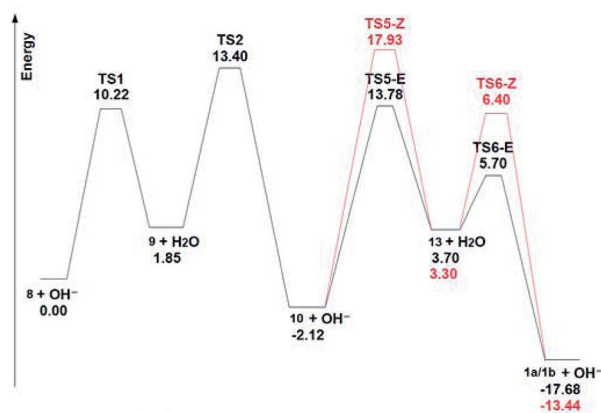 Energy
TS1
10.22
TS2
13.40
TS5-Z
17.93
TS5-E
13.78
TS6-Z
6.40
TS6-E
5.70
8 + OH⁻
0.00
9 + H2O
1.85
10 + OH⁻
-2.12
13 + H2O
3.70
3.30
1a/1b + OH⁻
-17.68
-13.44